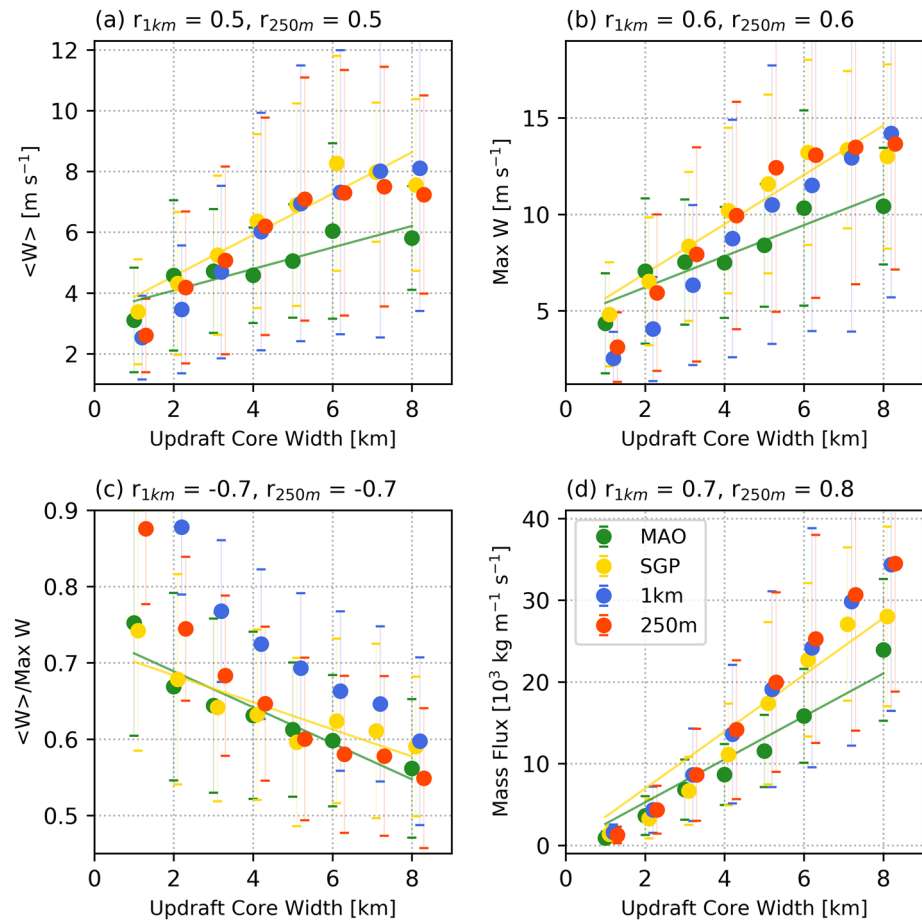 (a) r1km = 0.5, r250m = 0.5
12
10
8
6
4
2
<W> [m s⁻¹]
0 2 4 6 8
Updraft Core Width [km]
(b) r1km = 0.6, r250m = 0.6
15
10
5
Max W [m s⁻¹]
0 2 4 6 8
Updraft Core Width [km]
(c) r1km = -0.7, r250m = -0.7
0.9
0.8
0.7
0.6
0.5
<W>/Max W
0 2 4 6 8
Updraft Core Width [km]
(d) r1km = 0.7, r250m = 0.8
40
30
20
10
0
Mass Flux [10³ kg m⁻¹ s⁻¹]
MAO
SGP
1km
250m
0 2 4 6 8
Updraft Core Width [km]